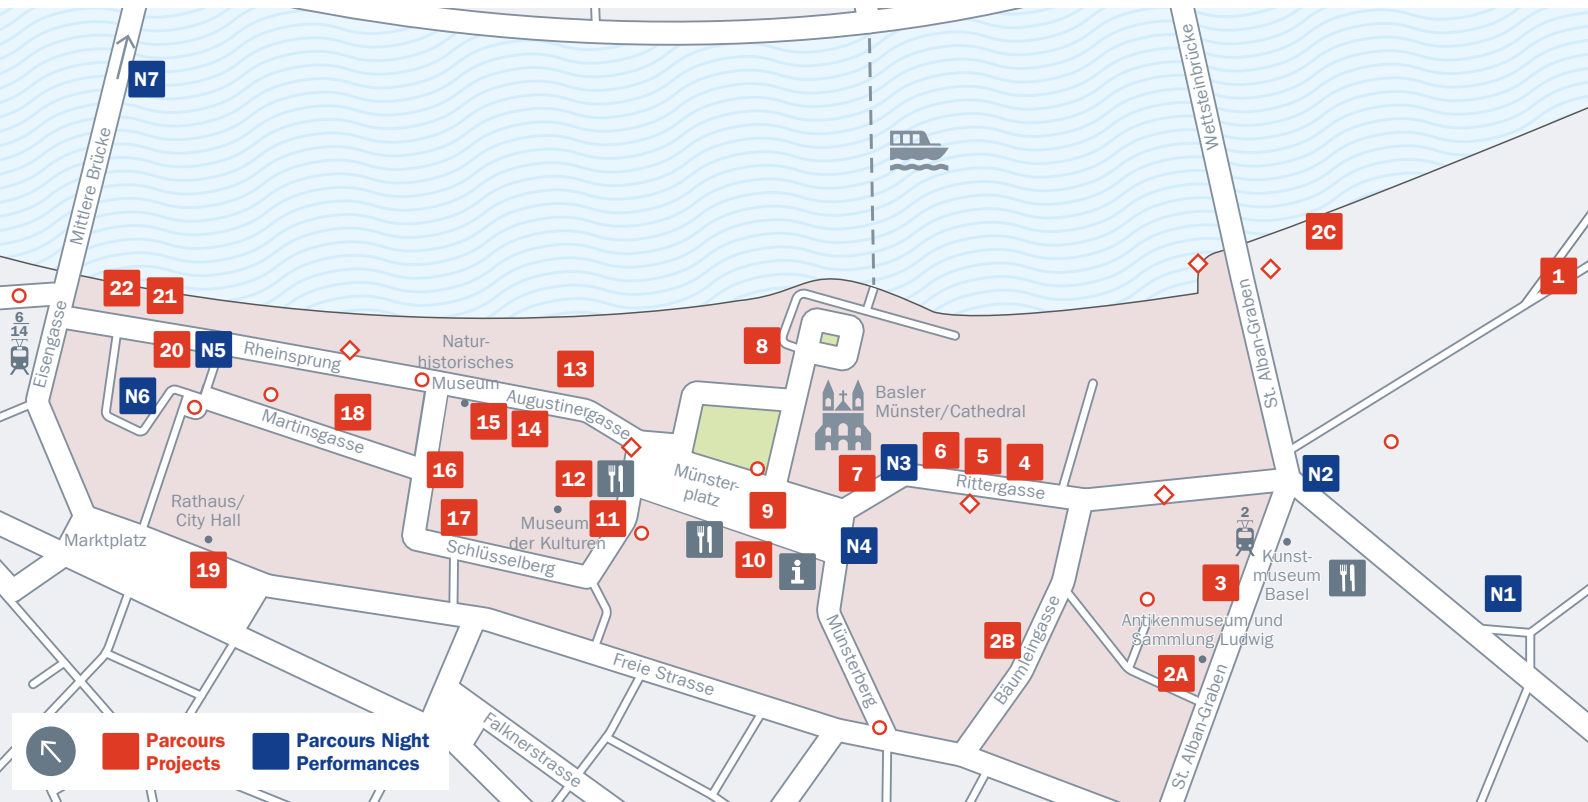 N7
Mittlere Brücke
Wettsteinbrücke
2C
1
22
21
6
14
Eisengasse
20
N5
Rheinsprung
N6
18
Martinsgasse
Natur-
historisches
Museum
13
Augustinergasse
15
14
8
Basler
Münster/Cathedral
St. Alban-Graben
16
12
17
11
Museum
der Kulturen
Schlüsselberg
Münster-
platz
7
N3
6
5
4
Rittergasse
9
10
i
N4
N2
2
Kunst-
museum
Basel
3
N1
Rathaus/
City Hall
Marktplatz
19
Antikenmuseum und
Sammlung Ludwig
2B
2A
Bäumleingasse
Münsterberg
Freie Strasse
Falknerstrasse
St. Alban-Graben
Parcours
Projects
Parcours Night
Performances